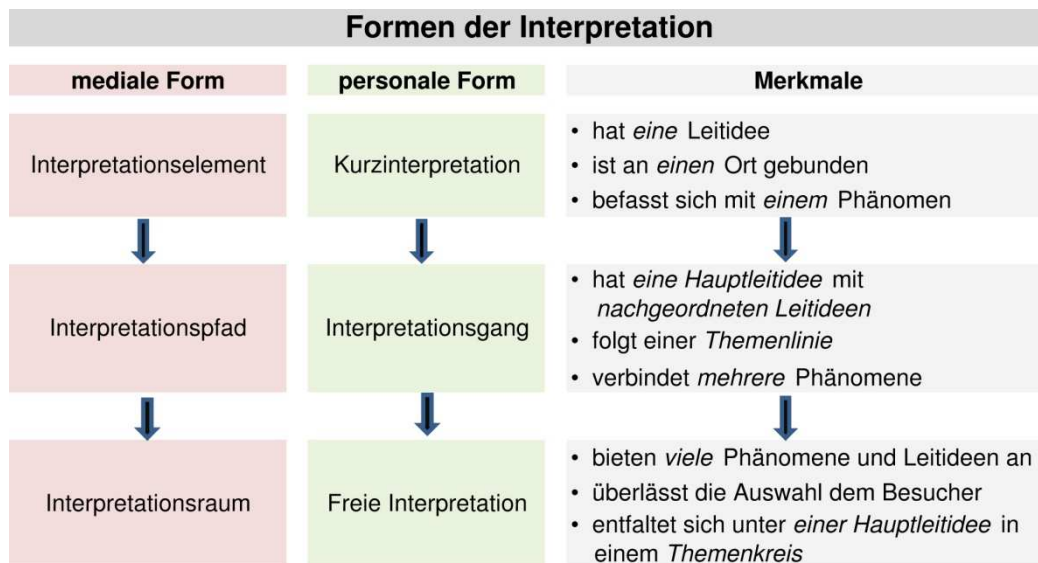 Formen der Interpretation
mediale Form
personale Form
Merkmale
Interpretationselement
Kurzinterpretation
• hat eine Leitidee
• ist an einen Ort gebunden
• befasst sich mit einem Phänomen
Interpretationspfad
Interpretationsgang
• hat eine Hauptleitidee mit
nachgeordneten Leitideen
• folgt einer Themenlinie
• verbindet mehrere Phänomene
Interpretationsraum
Freie Interpretation
• bieten viele Phänomene und Leitideen an
• überlässt die Auswahl dem Besucher
• entfaltet sich unter einer Hauptleitidee in
einem Themenkreis